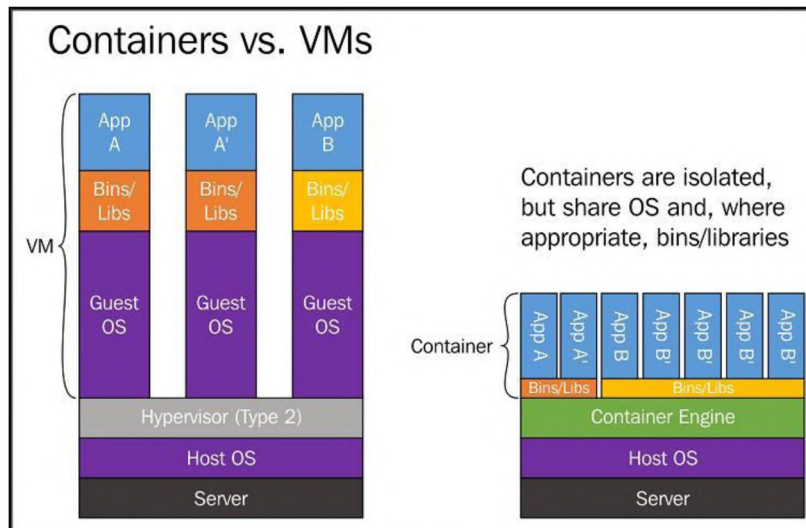 Containers vs. VMs
App
A
App
A'
App
B
Bins/
Libs
Bins/
Libs
Bins/
Libs
VM
Guest
OS
Guest
OS
Guest
OS
Hypervisor (Type 2)
Host OS
Server
Containers are isolated,
but share OS and, where
appropriate, bins/libraries
Container
App A
App A'
App B
App B'
App B'
App B'
App B'
Bins/Libs
Bins/Libs
Container Engine
Host OS
Server